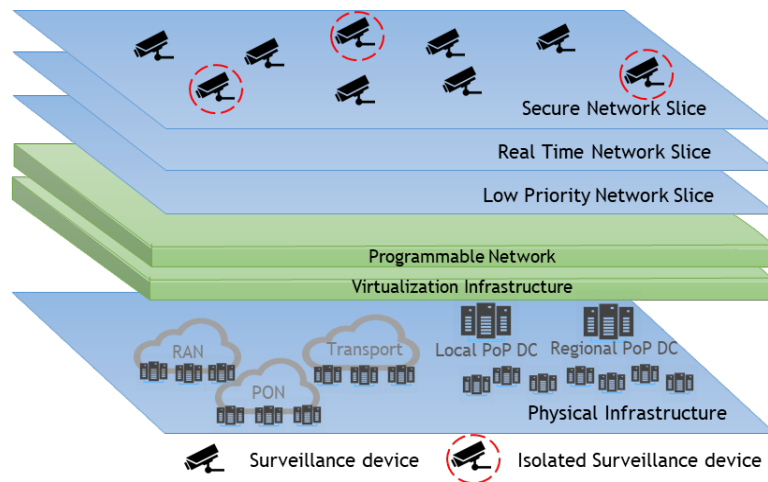 Secure Network Slice
Real Time Network Slice
Low Priority Network Slice
Programmable Network
Virtualization Infrastructure
RAN
Transport
Local PoP DC
Regional PoP DC
PON
Physical Infrastructure
Surveillance device
Isolated Surveillance device